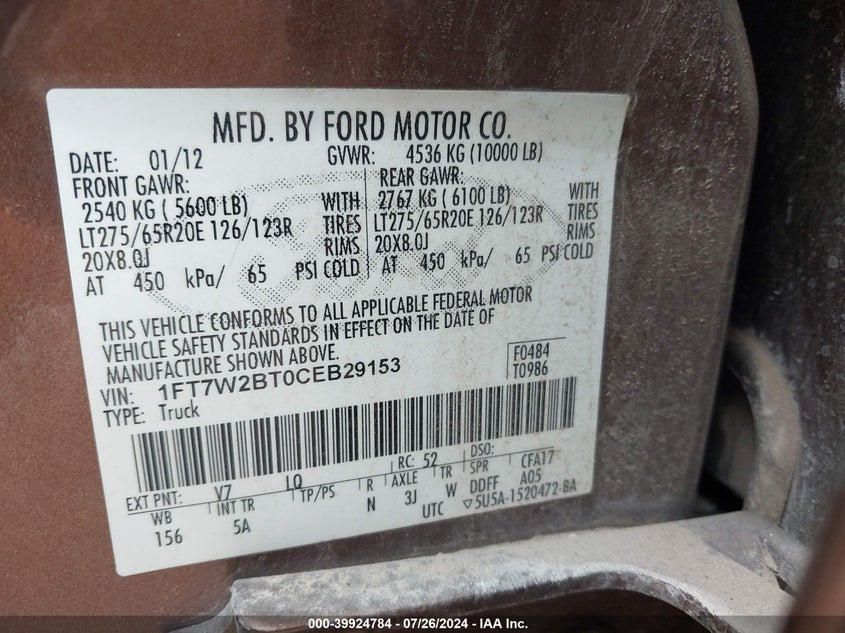 MFD. BY FORD MOTOR CO.
DATE: 01/12 GVWR: 4536 KG (10000 LB)
FRONT GAWR: REAR GAWR:
2540 KG ( 5600 LB) WITH 2767 KG ( 6100 LB) WITH
LT275/65R20E 126/123R TIRES LT275/65R20E 126/123R TIRES
20X8.0J RIMS 20X8.0J RIMS
AT 450 kPa/ 65 PSI COLD AT 450 kPa/ 65 PSI COLD
THIS VEHICLE CONFORMS TO ALL APPLICABLE FEDERAL MOTOR
VEHICLE SAFETY STANDARDS IN EFFECT ON THE DATE OF
MANUFACTURE SHOWN ABOVE.
VIN: 1FT7W2BT0CEB29153 F0484
TYPE: Truck T0986
EXT PNT: V7 LQ RC: 52 DSO:
WB INT TR TP/PS R AXLE TR SPR CFA17
156 5A N 3J W DDFF A05
UTC ▽5U5A-1520472-BA
000-39924784 - 07/26/2024 - IAA Inc.